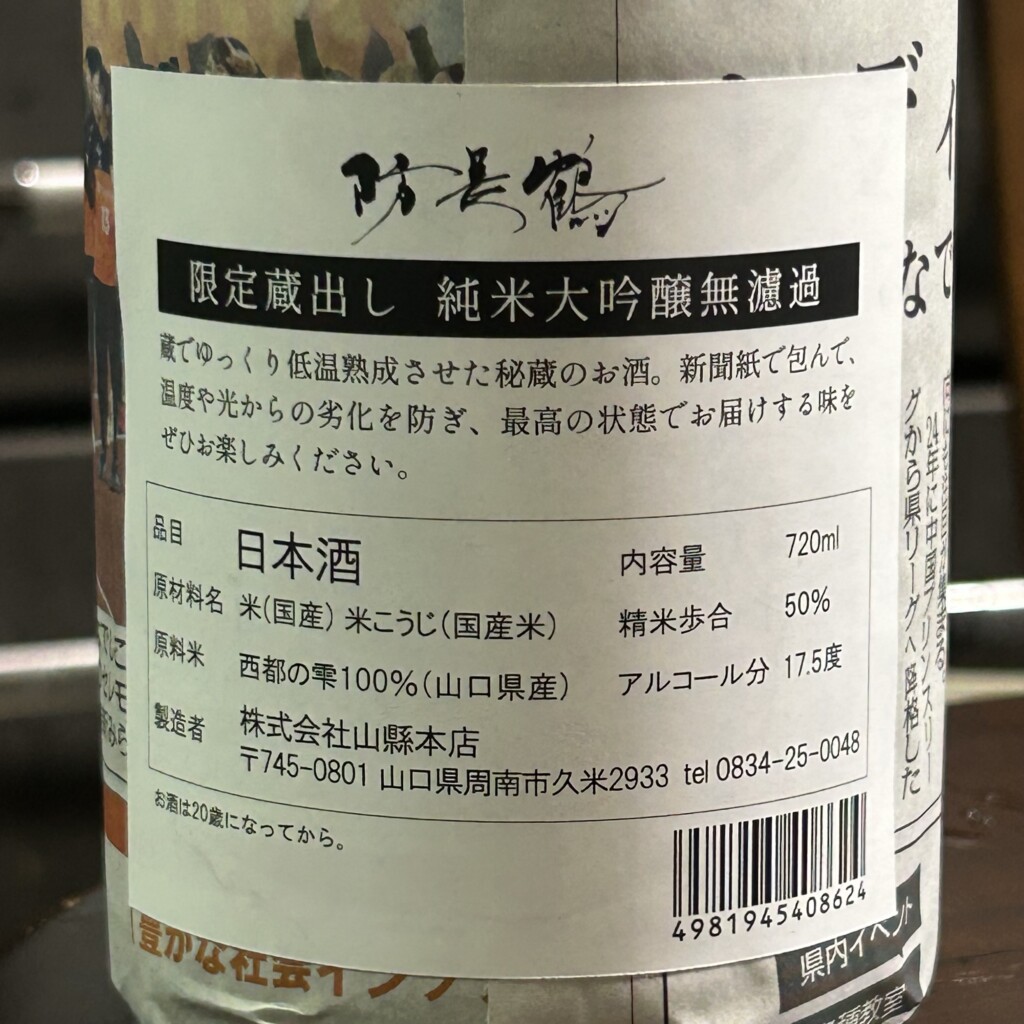 防長鶴
限定蔵出し 純米大吟醸無濾過
蔵でゆっくり低温熟成させた秘蔵のお酒。新聞紙で包んで、
温度や光からの劣化を防ぎ、最高の状態でお届けする味を
ぜひお楽しみください。
品目 日本酒 内容量 720ml
原材料名 米(国産) 米こうじ(国産米) 精米歩合 50%
原料米 西都の雫100%(山口県産) アルコール分 17.5度
製造者 株式会社山縣本店
〒745-0801 山口県周南市久米2933 tel 0834-25-0048
お酒は20歳になってから。
4981945408624
13
24年に中国プリンスリー
グから県リーグへ降格した
豊かな社会
県内イベント